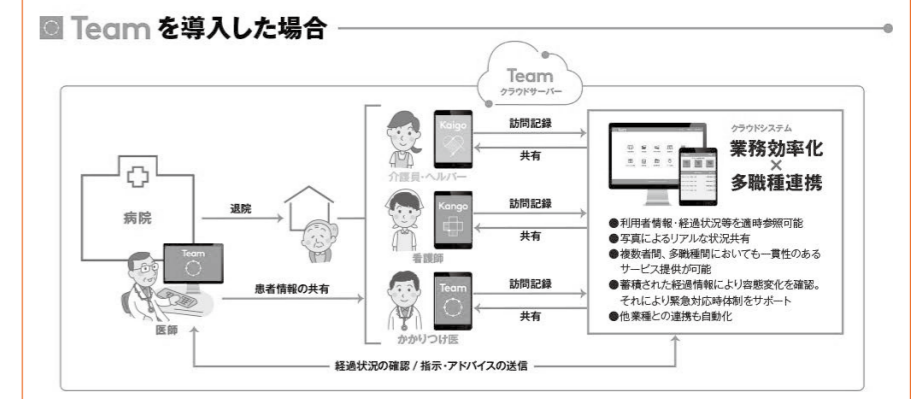 Team を導入した場合
Team
クラウドサーバー
病院
Team
医師
退院
患者情報の共有
Kaigo
介護員・ヘルパー
訪問記録
共有
Kango
看護師
訪問記録
共有
Team
かかりつけ医
訪問記録
共有
クラウドシステム
業務効率化
×
多職種連携
●利用者情報・経過状況等を適時参照可能
●写真によるリアルな状況共有
●複数者間、多職種間においても一貫性のある
サービス提供が可能
●蓄積された経過情報により容態変化を確認。
それにより緊急対応時体制をサポート
●他業種との連携も自動化
経過状況の確認 / 指示・アドバイスの送信